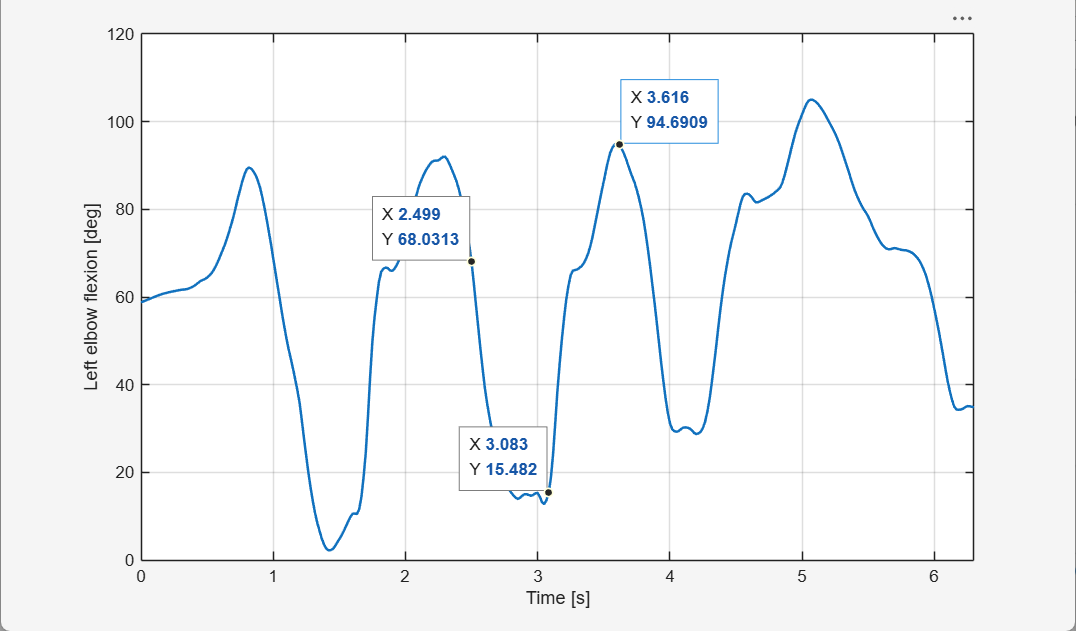 120
100
80
60
40
20
0
Left elbow flexion [deg]
X 3.616
Y 94.6909
X 2.499
Y 68.0313
X 3.083
Y 15.482
0 1 2 3 4 5 6
Time [s]